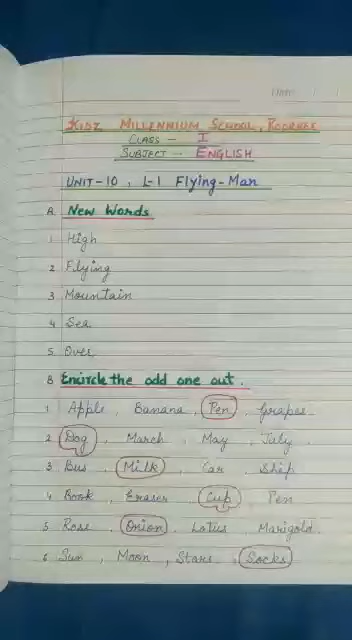 Date
KIDZ MILLENNIUM SCHOOL, ROORKEE
CLASS - I
SUBJECT - ENGLISH
UNIT-10, L-1 Flying-Man
A. New Words
1 High
2 Flying
3 Mountain
4 Sea
5 Over
B Encircle the odd one out.
1 Apple, Banana, Pen, Grapes
2 Dog, March, May, July
3 Bus, Milk, Car, Ship
4 Book, Eraser, Cup, Pen
5 Rose, Onion, Lotus, Marigold.
6 Sun, Moon, Stars, Socks